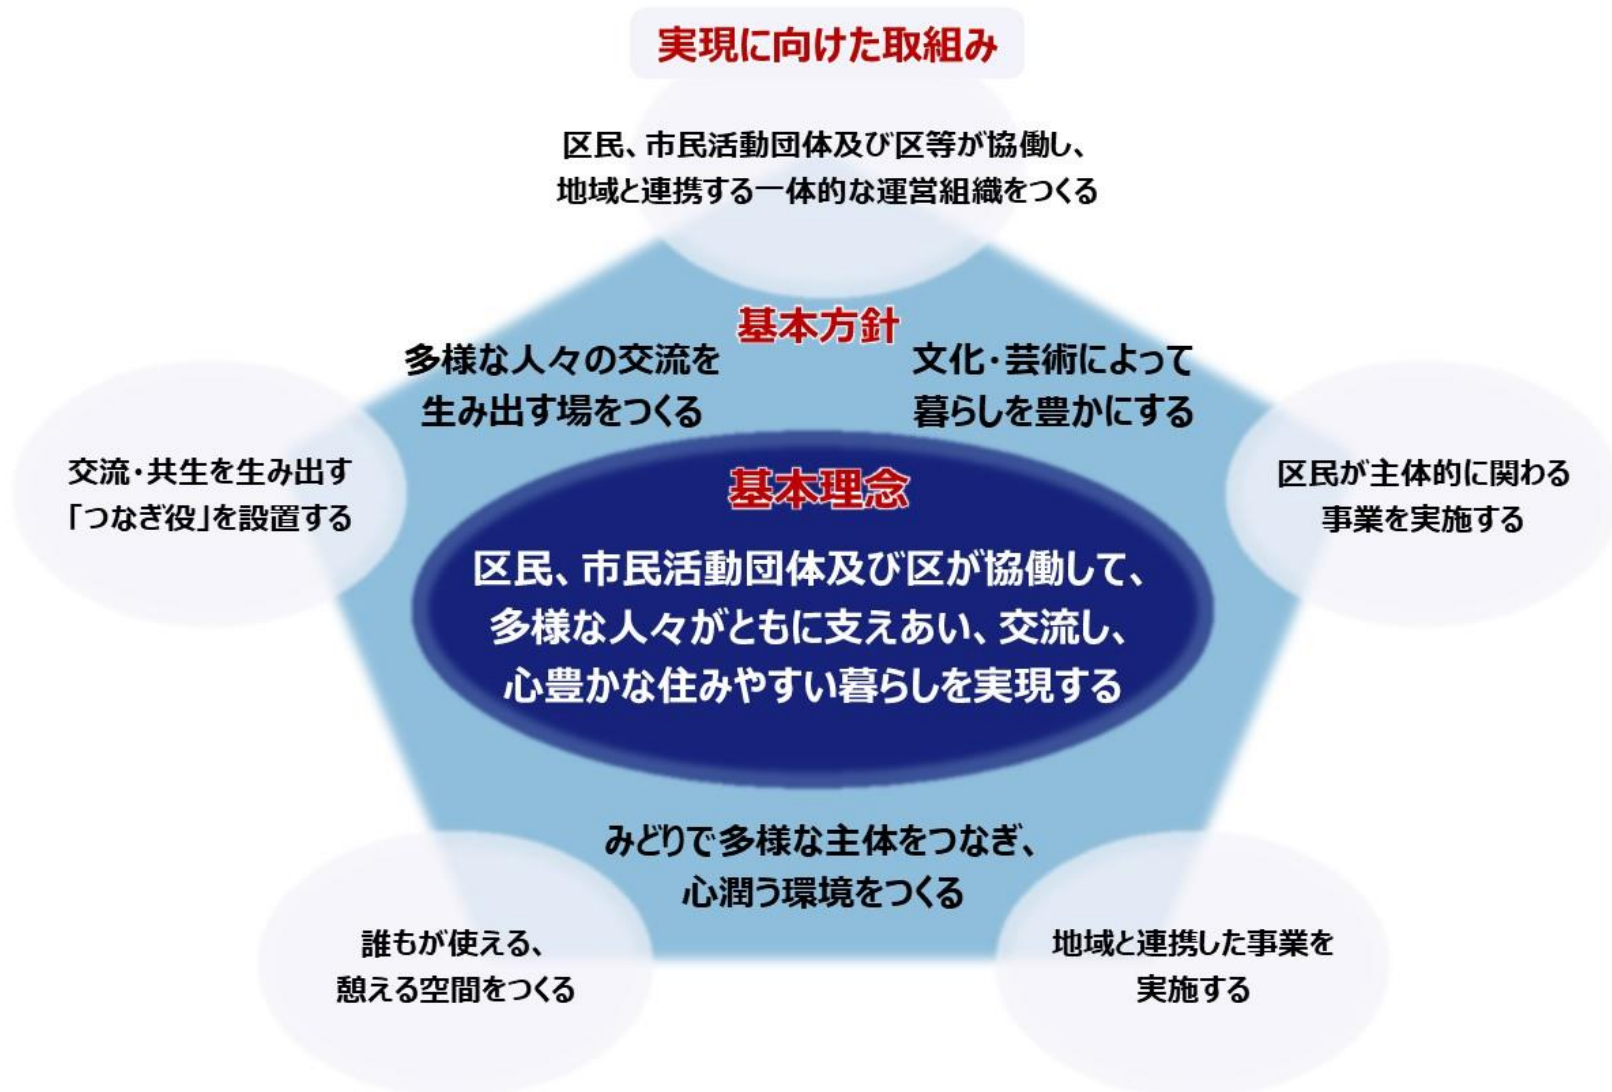 実現に向けた取組み
区民、市民活動団体及び区等が協働し、
地域と連携する一体的な運営組織をつくる
基本方針
多様な人々の交流を
生み出す場をつくる
文化・芸術によって
暮らしを豊かにする
交流・共生を生み出す
「つなぎ役」を設置する
区民が主体的に関わる
事業を実施する
基本理念
区民、市民活動団体及び区が協働して、
多様な人々がともに支えあい、交流し、
心豊かな住みやすい暮らしを実現する
みどりで多様な主体をつなぎ、
心潤う環境をつくる
誰もが使える、
憩える空間をつくる
地域と連携した事業を
実施する